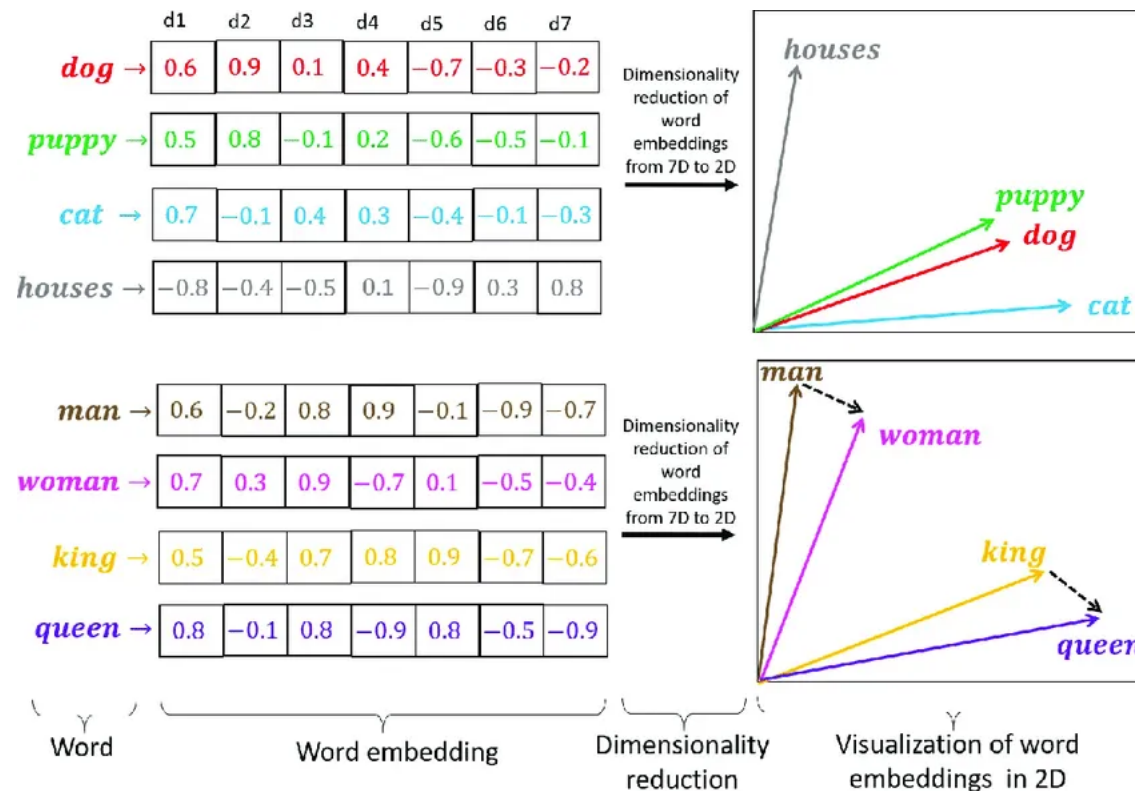 d1 d2 d3 d4 d5 d6 d7
dog → 0.6 0.9 0.1 0.4 −0.7 −0.3 −0.2
puppy → 0.5 0.8 −0.1 0.2 −0.6 −0.5 −0.1
cat → 0.7 −0.1 0.4 0.3 −0.4 −0.1 −0.3
houses → −0.8 −0.4 −0.5 0.1 −0.9 0.3 0.8
Dimensionality
reduction of
word
embeddings
from 7D to 2D
houses
puppy
dog
cat
man → 0.6 −0.2 0.8 0.9 −0.1 −0.9 −0.7
woman → 0.7 0.3 0.9 −0.7 0.1 −0.5 −0.4
king → 0.5 −0.4 0.7 0.8 0.9 −0.7 −0.6
queen → 0.8 −0.1 0.8 −0.9 0.8 −0.5 −0.9
Dimensionality
reduction of
word
embeddings
from 7D to 2D
man
woman
king
queen
Word
Word embedding
Dimensionality
reduction
Visualization of word
embeddings in 2D